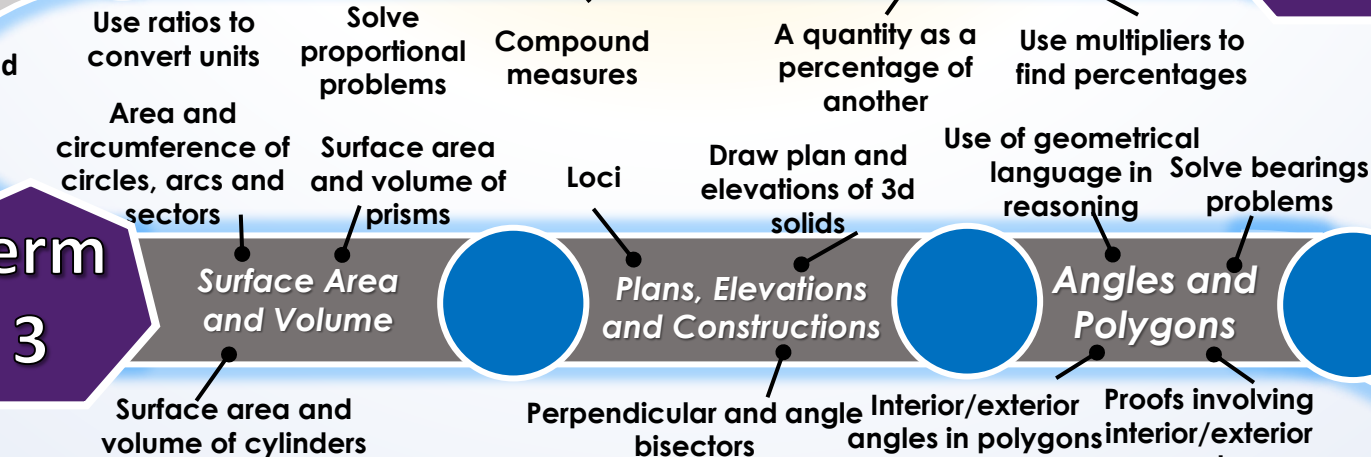 Use ratios to
convert units
Solve
proportional
problems
Compound
measures
A quantity as a
percentage of
another
Use multipliers to
find percentages
d
Area and
circumference of
circles, arcs and
sectors
Surface area
and volume of
prisms
Loci
Draw plan and
elevations of 3d
solids
Use of geometrical
language in
reasoning
Solve bearings
problems
erm
3
Surface Area
and Volume
Plans, Elevations
and Constructions
Angles and
Polygons
Surface area and
volume of cylinders
Perpendicular and angle
bisectors
Interior/exterior
angles in polygons
Proofs involving
interior/exterior